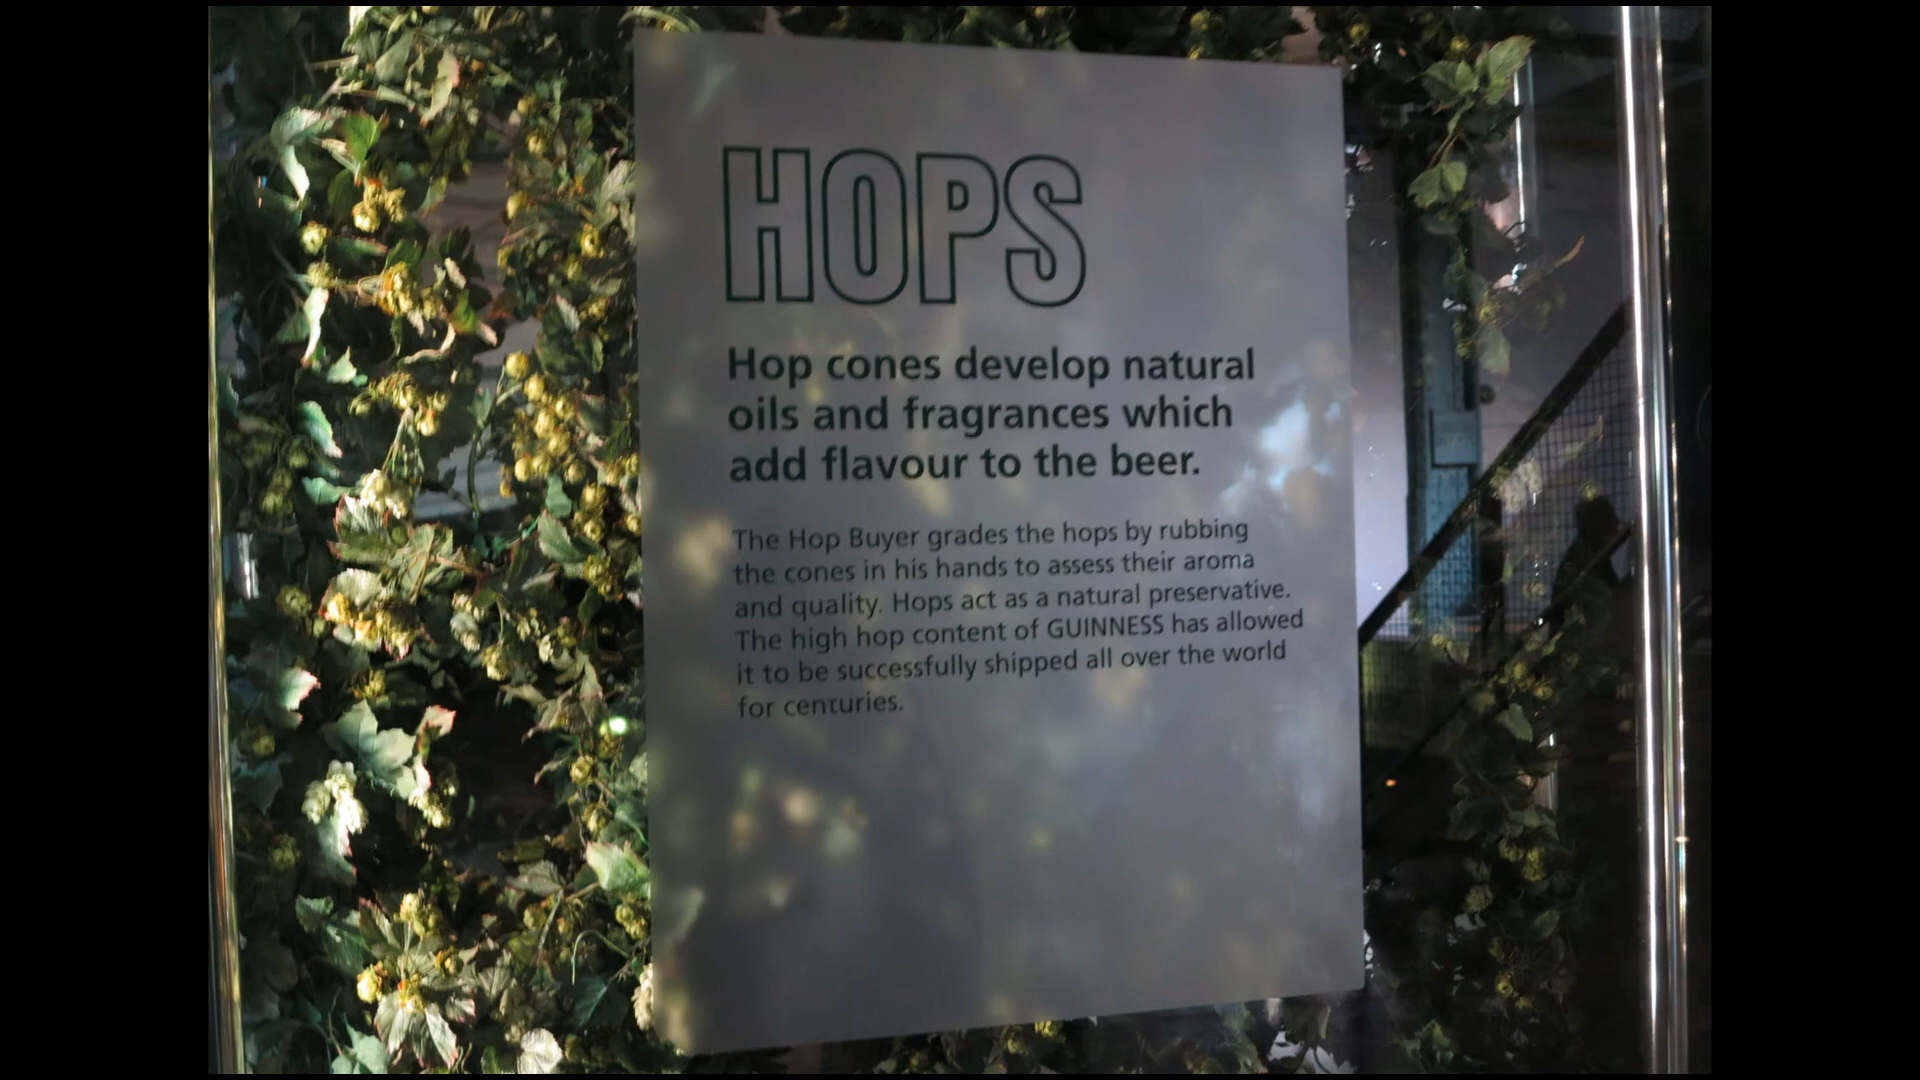 HOPS
Hop cones develop natural
oils and fragrances which
add flavour to the beer.
The Hop Buyer grades the hops by rubbing
the cones in his hands to assess their aroma
and quality. Hops act as a natural preservative.
The high hop content of GUINNESS has allowed
it to be successfully shipped all over the world
for centuries.